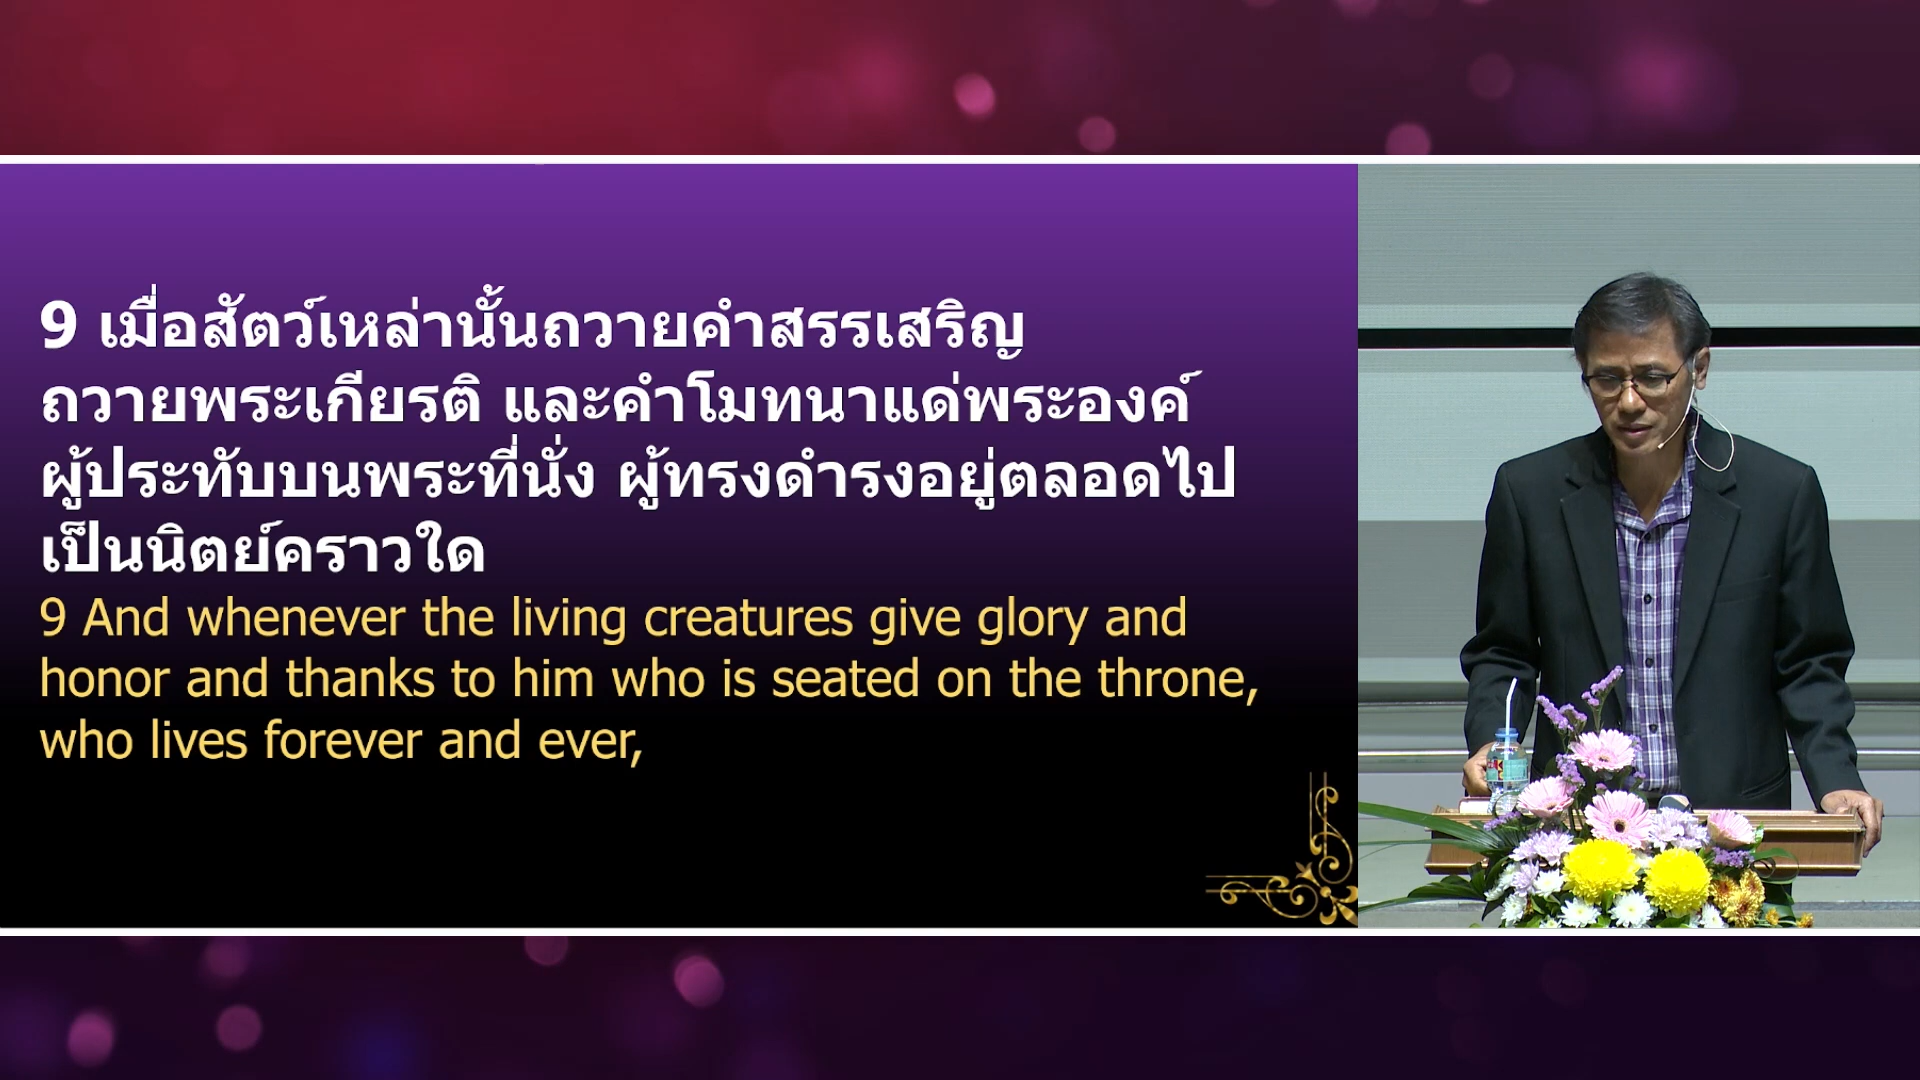 9 เมื่อสัตว์เหล่านั้นถวายคำสรรเสริญ
ถวายพระเกียรติ และคำโมทนาแด่พระองค์
ผู้ประทับบนพระที่นั่ง ผู้ทรงดำรงอยู่ตลอดไป
เป็นนิตย์คราวใด
9 And whenever the living creatures give glory and
honor and thanks to him who is seated on the throne,
who lives forever and ever,